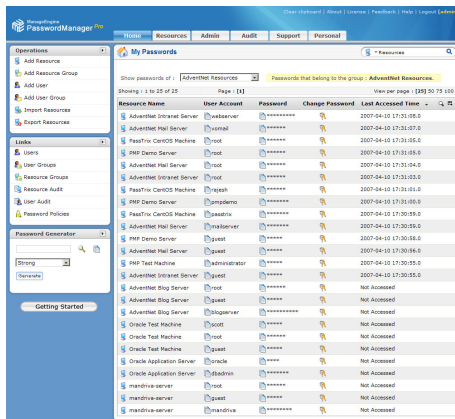 Clear clipboard | About | License | Feedback | Help | Logout [admin
ManageEngine
PasswordManager Pro
Home Resources Admin Audit Support Personal
Operations
Add Resource
Add Resource Group
Add User
Add User Group
Import Resources
Export Resources
Links
Users
User Groups
Resource Groups
Resource Audit
User Audit
Password Policies
Password Generator
Strong
Generate
Getting Started
My Passwords
Resources
Show passwords of : AdventNet Resources
Passwords that belong to the group : AdventNet Resources.
Showing : 1 to 25 of 25 Page : [1] View per page : [25] 50 75 100
Resource Name User Account Password Change Password Last Accessed Time
AdventNet Intranet Server webserver ********* 2007-04-10 17:31:08.0
AdventNet Mail Server vomail ****** 2007-04-10 17:31:07.0
PassTrix CentOS Machine root ****** 2007-04-10 17:31:05.0
PMP Demo Server root ****** 2007-04-10 17:31:05.0
AdventNet Mail Server root ****** 2007-04-10 17:31:04.0
AdventNet Intranet Server root ****** 2007-04-10 17:31:03.0
PassTrix CentOS Machine rajesh ****** 2007-04-10 17:31:01.0
PMP Demo Server pmpdemo ******* 2007-04-10 17:31:00.0
PassTrix CentOS Machine passtrix ******** 2007-04-10 17:30:59.0
AdventNet Mail Server mailserver ******* 2007-04-10 17:30:59.0
PMP Demo Server guest ***** 2007-04-10 17:30:58.0
AdventNet Mail Server guest ***** 2007-04-10 17:30:56.0
PMP Test Machine administrator ***** 2007-04-10 17:30:55.0
AdventNet Intranet Server guest ***** 2007-04-10 17:30:55.0
AdventNet Blog Server root ****** Not Accessed
AdventNet Blog Server guest ***** Not Accessed
AdventNet Blog Server blogserver ********** Not Accessed
Oracle Test Machine scott ***** Not Accessed
Oracle Test Machine root ****** Not Accessed
Oracle Test Machine guest ***** Not Accessed
Oracle Application Server oracle **** Not Accessed
Oracle Application Server dbadmin ******* Not Accessed
mandriva-server root ****** Not Accessed
mandriva-server guest ***** Not Accessed
mandriva-server mandriva ******** Not Accessed